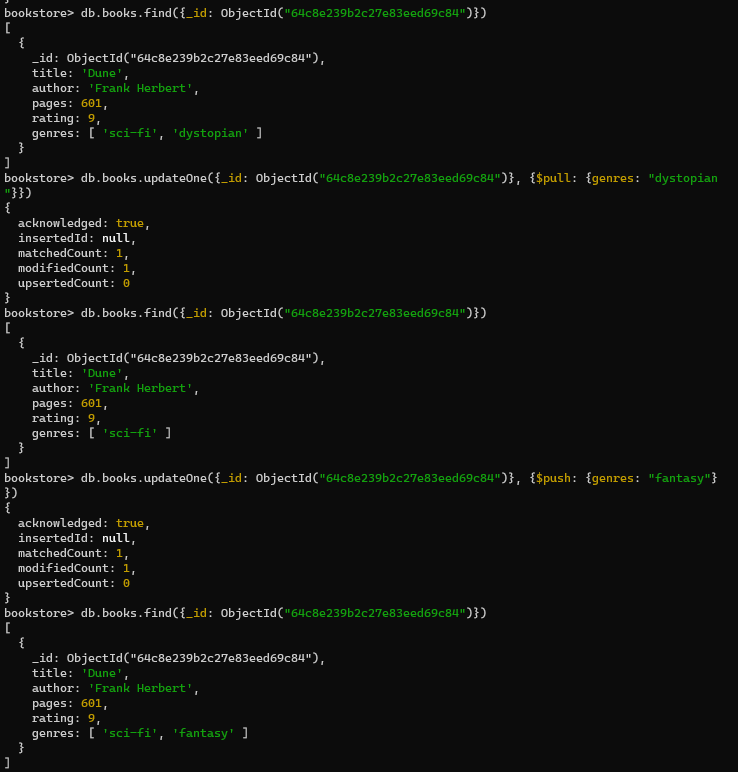 bookstore> db.books.find({_id: ObjectId("64c8e239b2c27e83eed69c84")})
[
  {
    _id: ObjectId("64c8e239b2c27e83eed69c84"),
    title: 'Dune',
    author: 'Frank Herbert',
    pages: 601,
    rating: 9,
    genres: [ 'sci-fi', 'dystopian' ]
  }
]
bookstore> db.books.updateOne({_id: ObjectId("64c8e239b2c27e83eed69c84")}, {$pull: {genres: "dystopian
"}})
{
  acknowledged: true,
  insertedId: null,
  matchedCount: 1,
  modifiedCount: 1,
  upsertedCount: 0
}
bookstore> db.books.find({_id: ObjectId("64c8e239b2c27e83eed69c84")})
[
  {
    _id: ObjectId("64c8e239b2c27e83eed69c84"),
    title: 'Dune',
    author: 'Frank Herbert',
    pages: 601,
    rating: 9,
    genres: [ 'sci-fi' ]
  }
]
bookstore> db.books.updateOne({_id: ObjectId("64c8e239b2c27e83eed69c84")}, {$push: {genres: "fantasy"}
})
{
  acknowledged: true,
  insertedId: null,
  matchedCount: 1,
  modifiedCount: 1,
  upsertedCount: 0
}
bookstore> db.books.find({_id: ObjectId("64c8e239b2c27e83eed69c84")})
[
  {
    _id: ObjectId("64c8e239b2c27e83eed69c84"),
    title: 'Dune',
    author: 'Frank Herbert',
    pages: 601,
    rating: 9,
    genres: [ 'sci-fi', 'fantasy' ]
  }
]